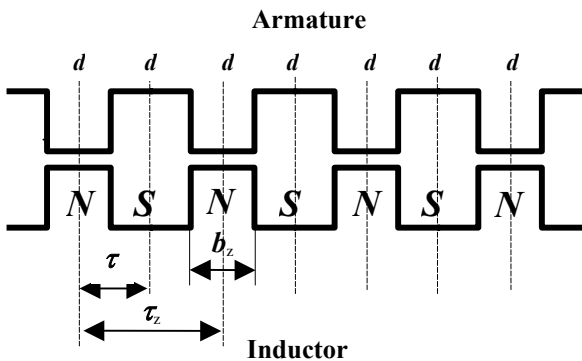 Armature
d d d d d d d
N S N S N S N
b_z
τ
τ_z
Inductor